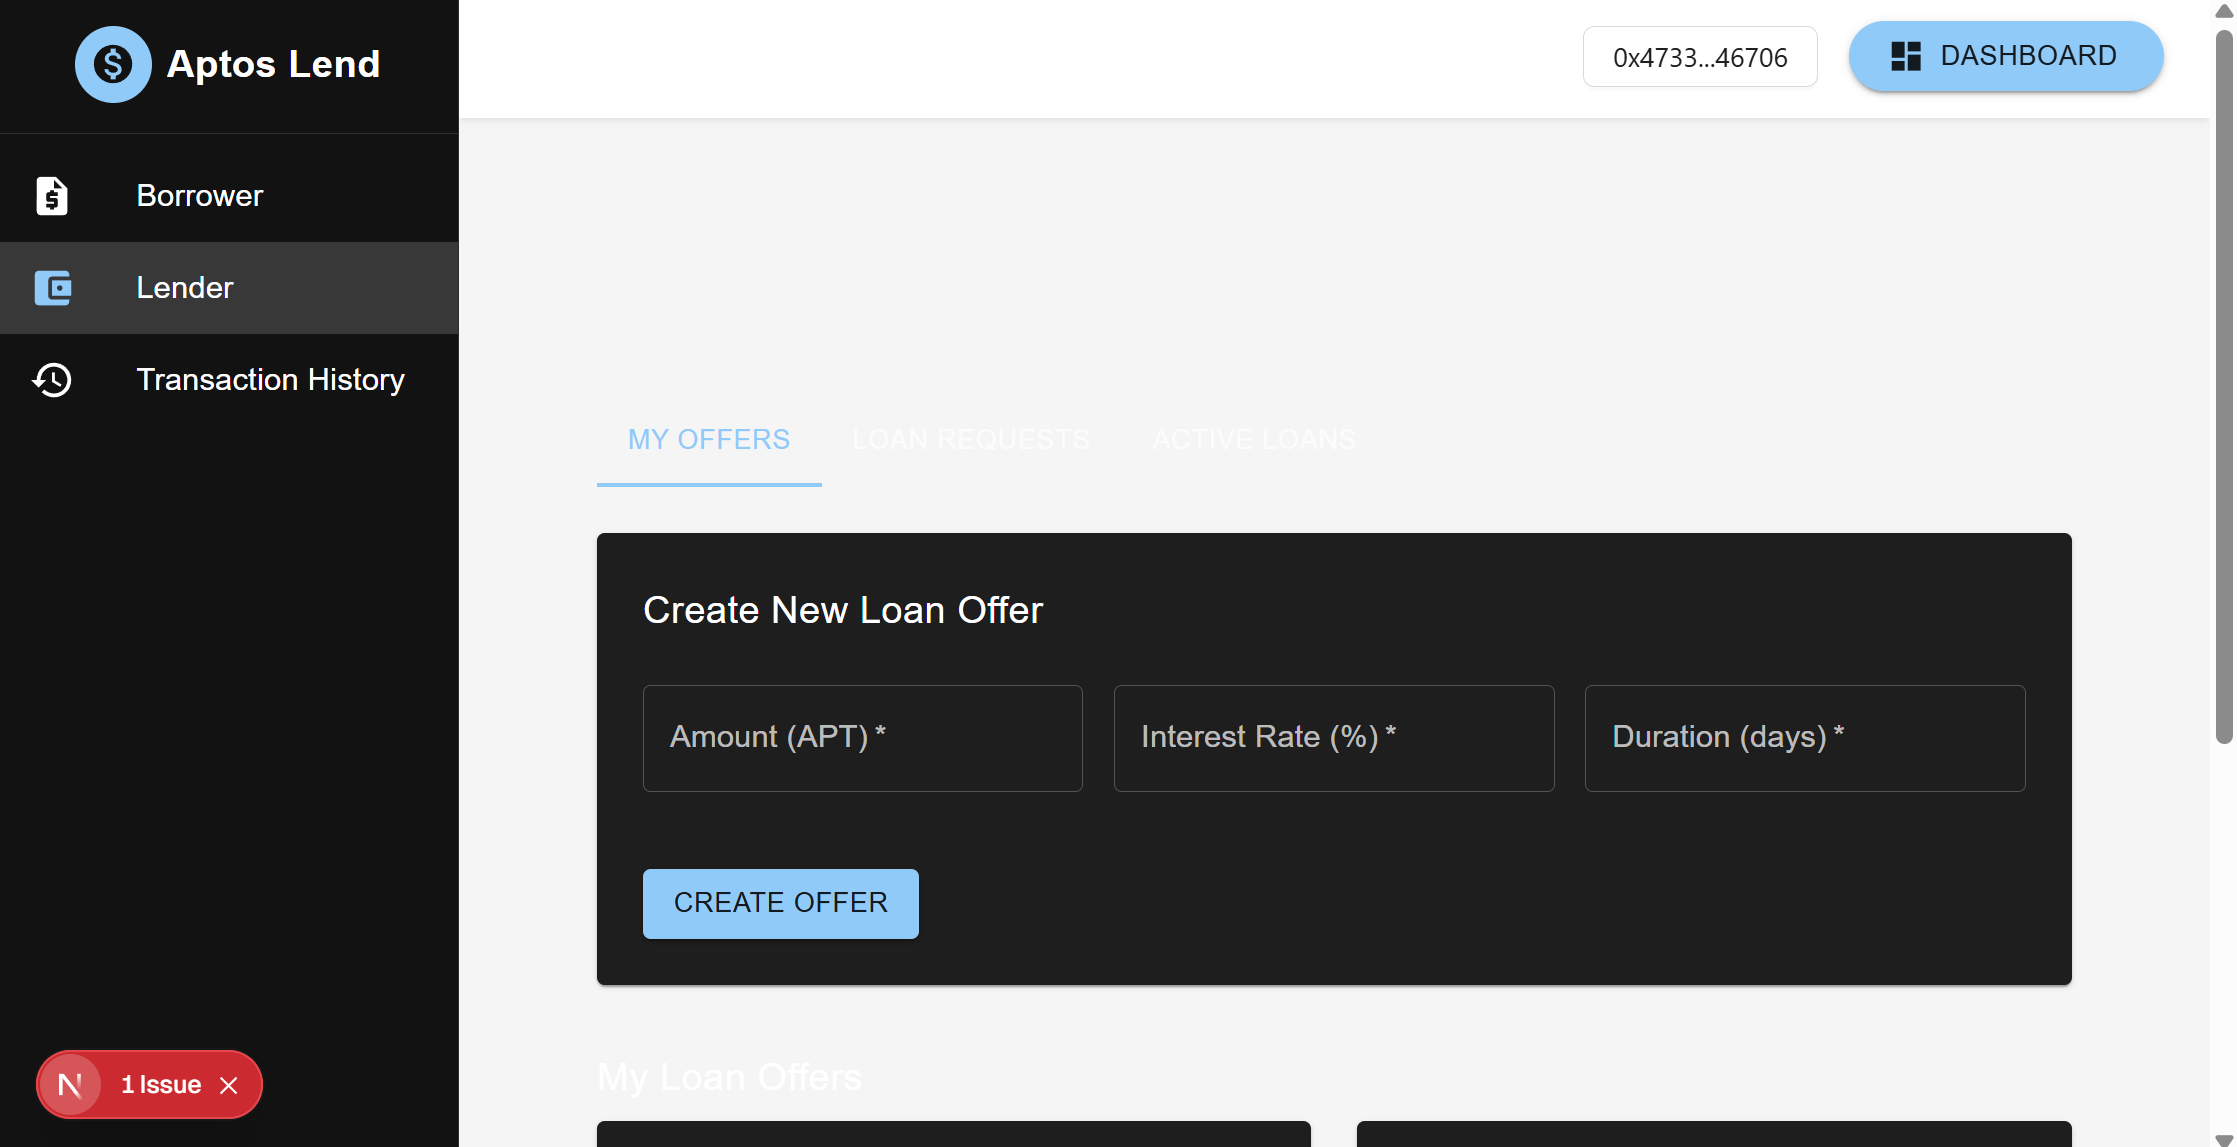 Aptos Lend
0x4733...46706
DASHBOARD
Borrower
Lender
Transaction History
MY OFFERS
LOAN REQUESTS
ACTIVE LOANS
Create New Loan Offer
Amount (APT) *
Interest Rate (%) *
Duration (days) *
CREATE OFFER
My Loan Offers
N
1 Issue